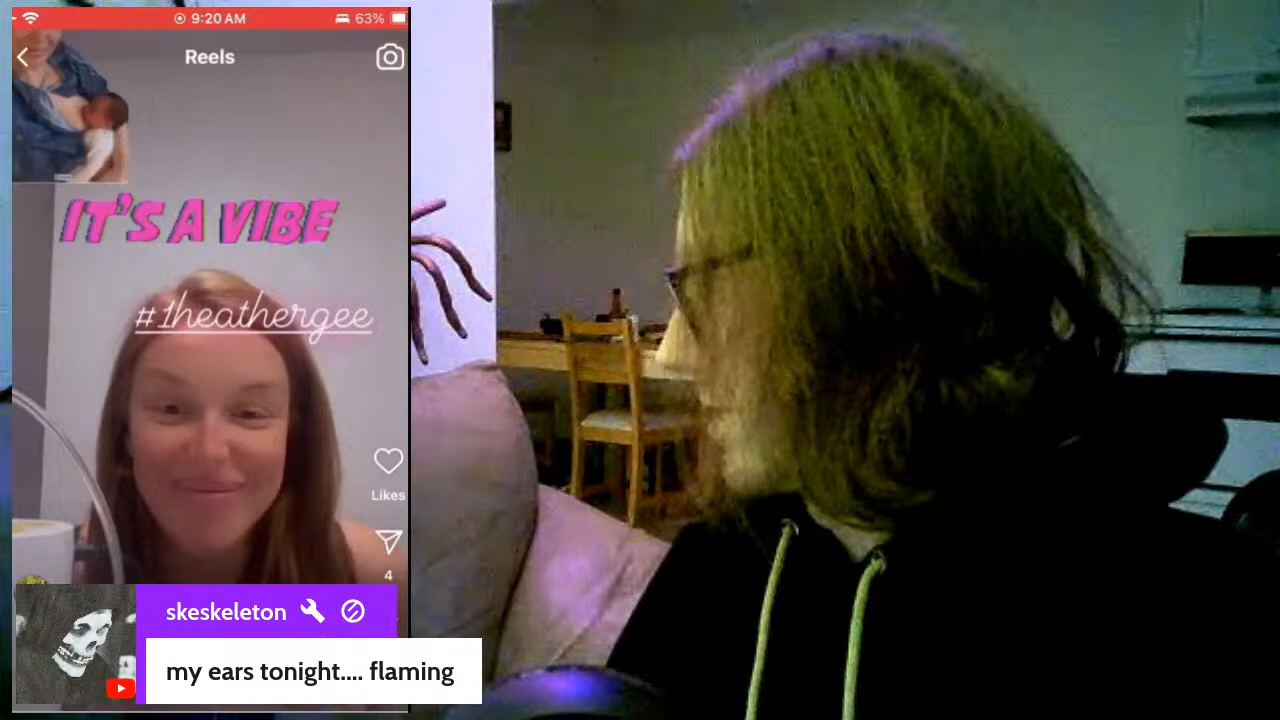 9:20 AM
63%
Reels
IT'S A VIBE
#1heathergee
Likes
4
skeskeleton
my ears tonight.... flaming